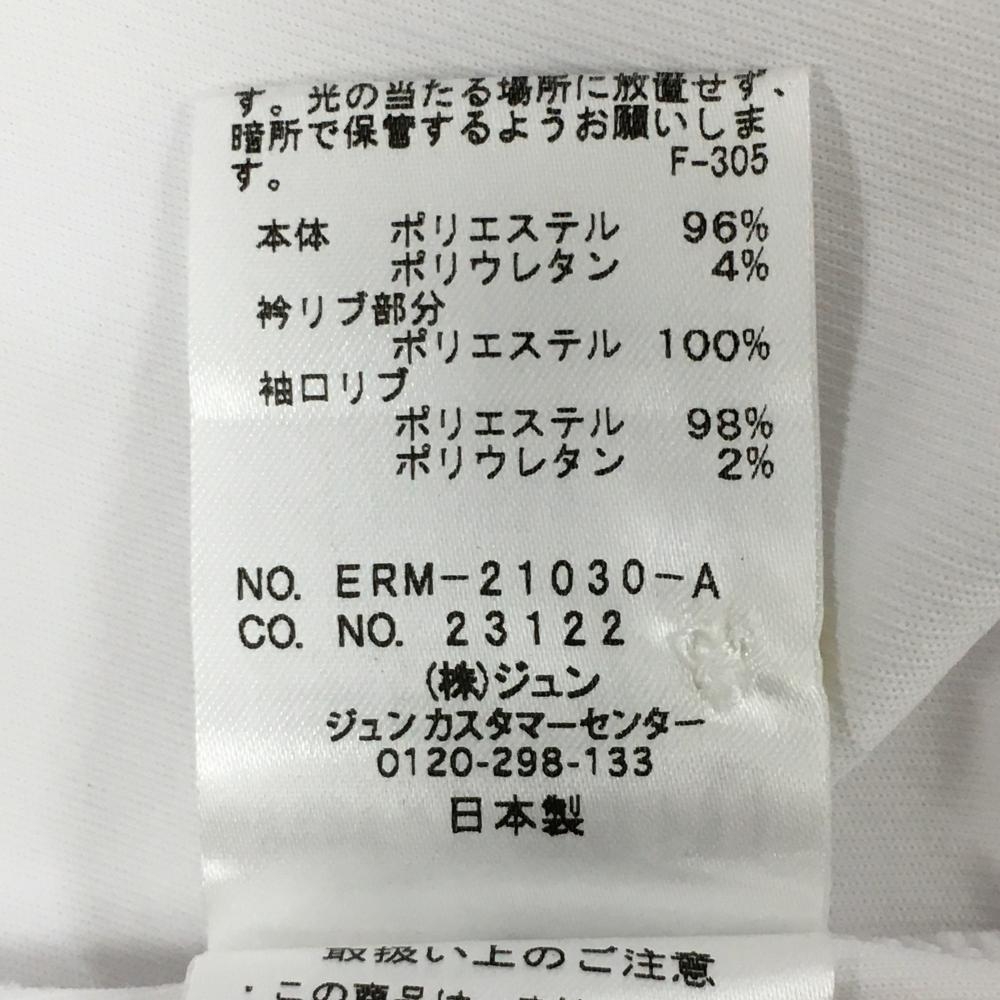 す。光の当たる場所に放置せず、
暗所で保管するようお願いしま
す。 F-305
本体 ポリエステル 96%
ポリウレタン 4%
衿リブ部分
ポリエステル 100%
袖口リブ
ポリエステル 98%
ポリウレタン 2%
NO. ERM-21030-A
CO. NO. 23122
(株)ジュン
ジュンカスタマーセンター
0120-298-133
日本製
取扱い上のご注意
・この商品は